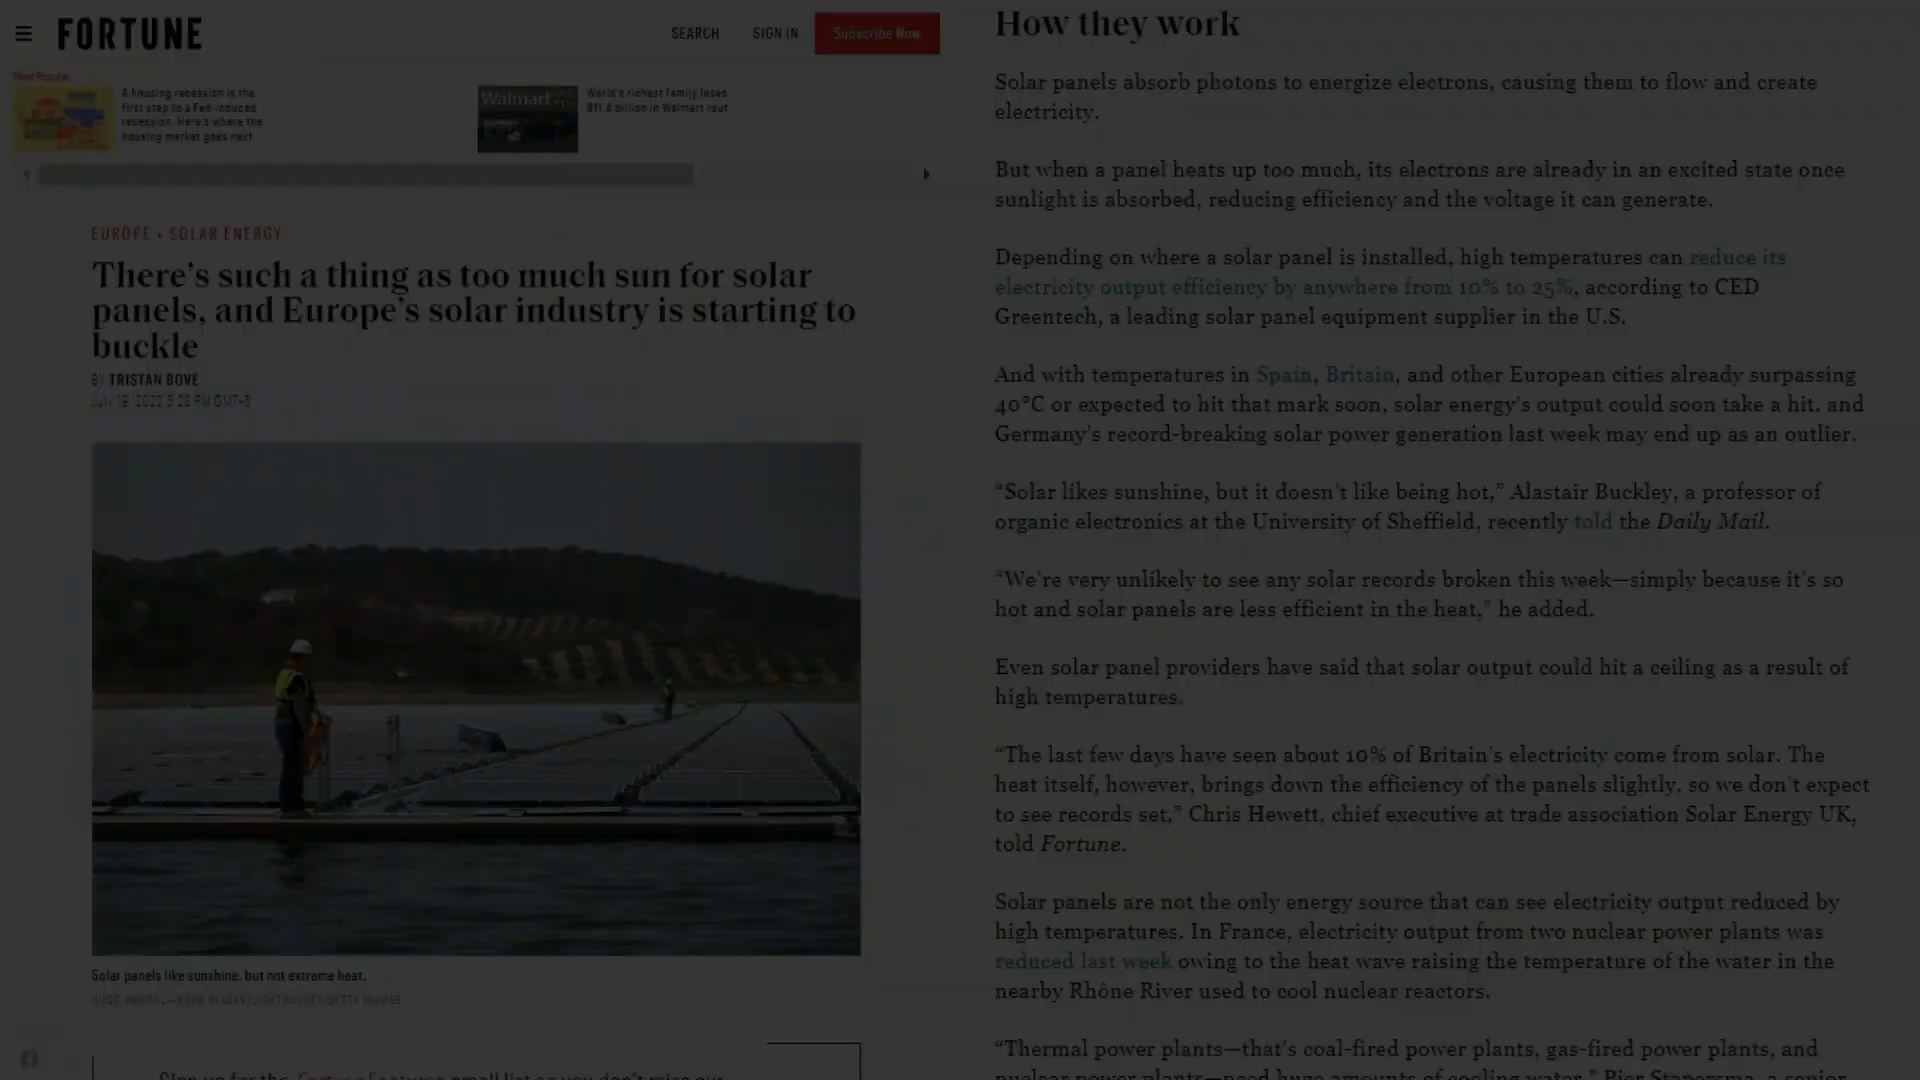 FORTUNE
SEARCH
SIGN IN
Subscribe Now
Most Popular
A housing recession is the
first step to a Fed-induced
recession. Here's where the
housing market goes next
Walmart
World's richest family loses
$11.4 billion in Walmart rout
EUROPE • SOLAR ENERGY
There's such a thing as too much sun for solar
panels, and Europe's solar industry is starting to
buckle
BY TRISTAN BOVE
July 19, 2022
Solar panels like sunshine, but not extreme heat.
How they work
Solar panels absorb photons to energize electrons, causing them to flow and create
electricity.
But when a panel heats up too much, its electrons are already in an excited state once
sunlight is absorbed, reducing efficiency and the voltage it can generate.
Depending on where a solar panel is installed, high temperatures can reduce its
electricity output efficiency by anywhere from 10% to 25%, according to CED
Greentech, a leading solar panel equipment supplier in the U.S.
And with temperatures in Spain, Britain, and other European cities already surpassing
40°C or expected to hit that mark soon, solar energy's output could soon take a hit, and
Germany's record-breaking solar power generation last week may end up as an outlier.
“Solar likes sunshine, but it doesn't like being hot,” Alastair Buckley, a professor of
organic electronics at the University of Sheffield, recently told the Daily Mail.
“We're very unlikely to see any solar records broken this week—simply because it's so
hot and solar panels are less efficient in the heat,” he added.
Even solar panel providers have said that solar output could hit a ceiling as a result of
high temperatures.
“The last few days have seen about 10% of Britain's electricity come from solar. The
heat itself, however, brings down the efficiency of the panels slightly, so we don't expect
to see records set,” Chris Hewett, chief executive at trade association Solar Energy UK,
told Fortune.
Solar panels are not the only energy source that can see electricity output reduced by
high temperatures. In France, electricity output from two nuclear power plants was
reduced last week owing to the heat wave raising the temperature of the water in the
nearby Rhône River used to cool nuclear reactors.
“Thermal power plants—that's coal-fired power plants, gas-fired power plants, and
nuclear power plants—need huge amounts of cooling water,”